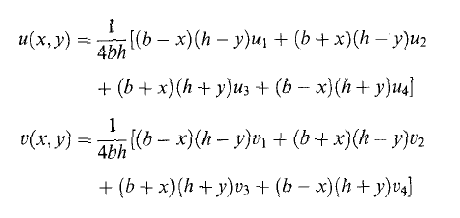 u(x, y) = 1/4bh [(b − x)(h − y)u₁ + (b + x)(h − y)u₂
+ (b + x)(h + y)u₃ + (b − x)(h + y)u₄]
v(x, y) = 1/4bh [(b − x)(h − y)v₁ + (b + x)(h − y)v₂
+ (b + x)(h + y)v₃ + (b − x)(h + y)v₄]